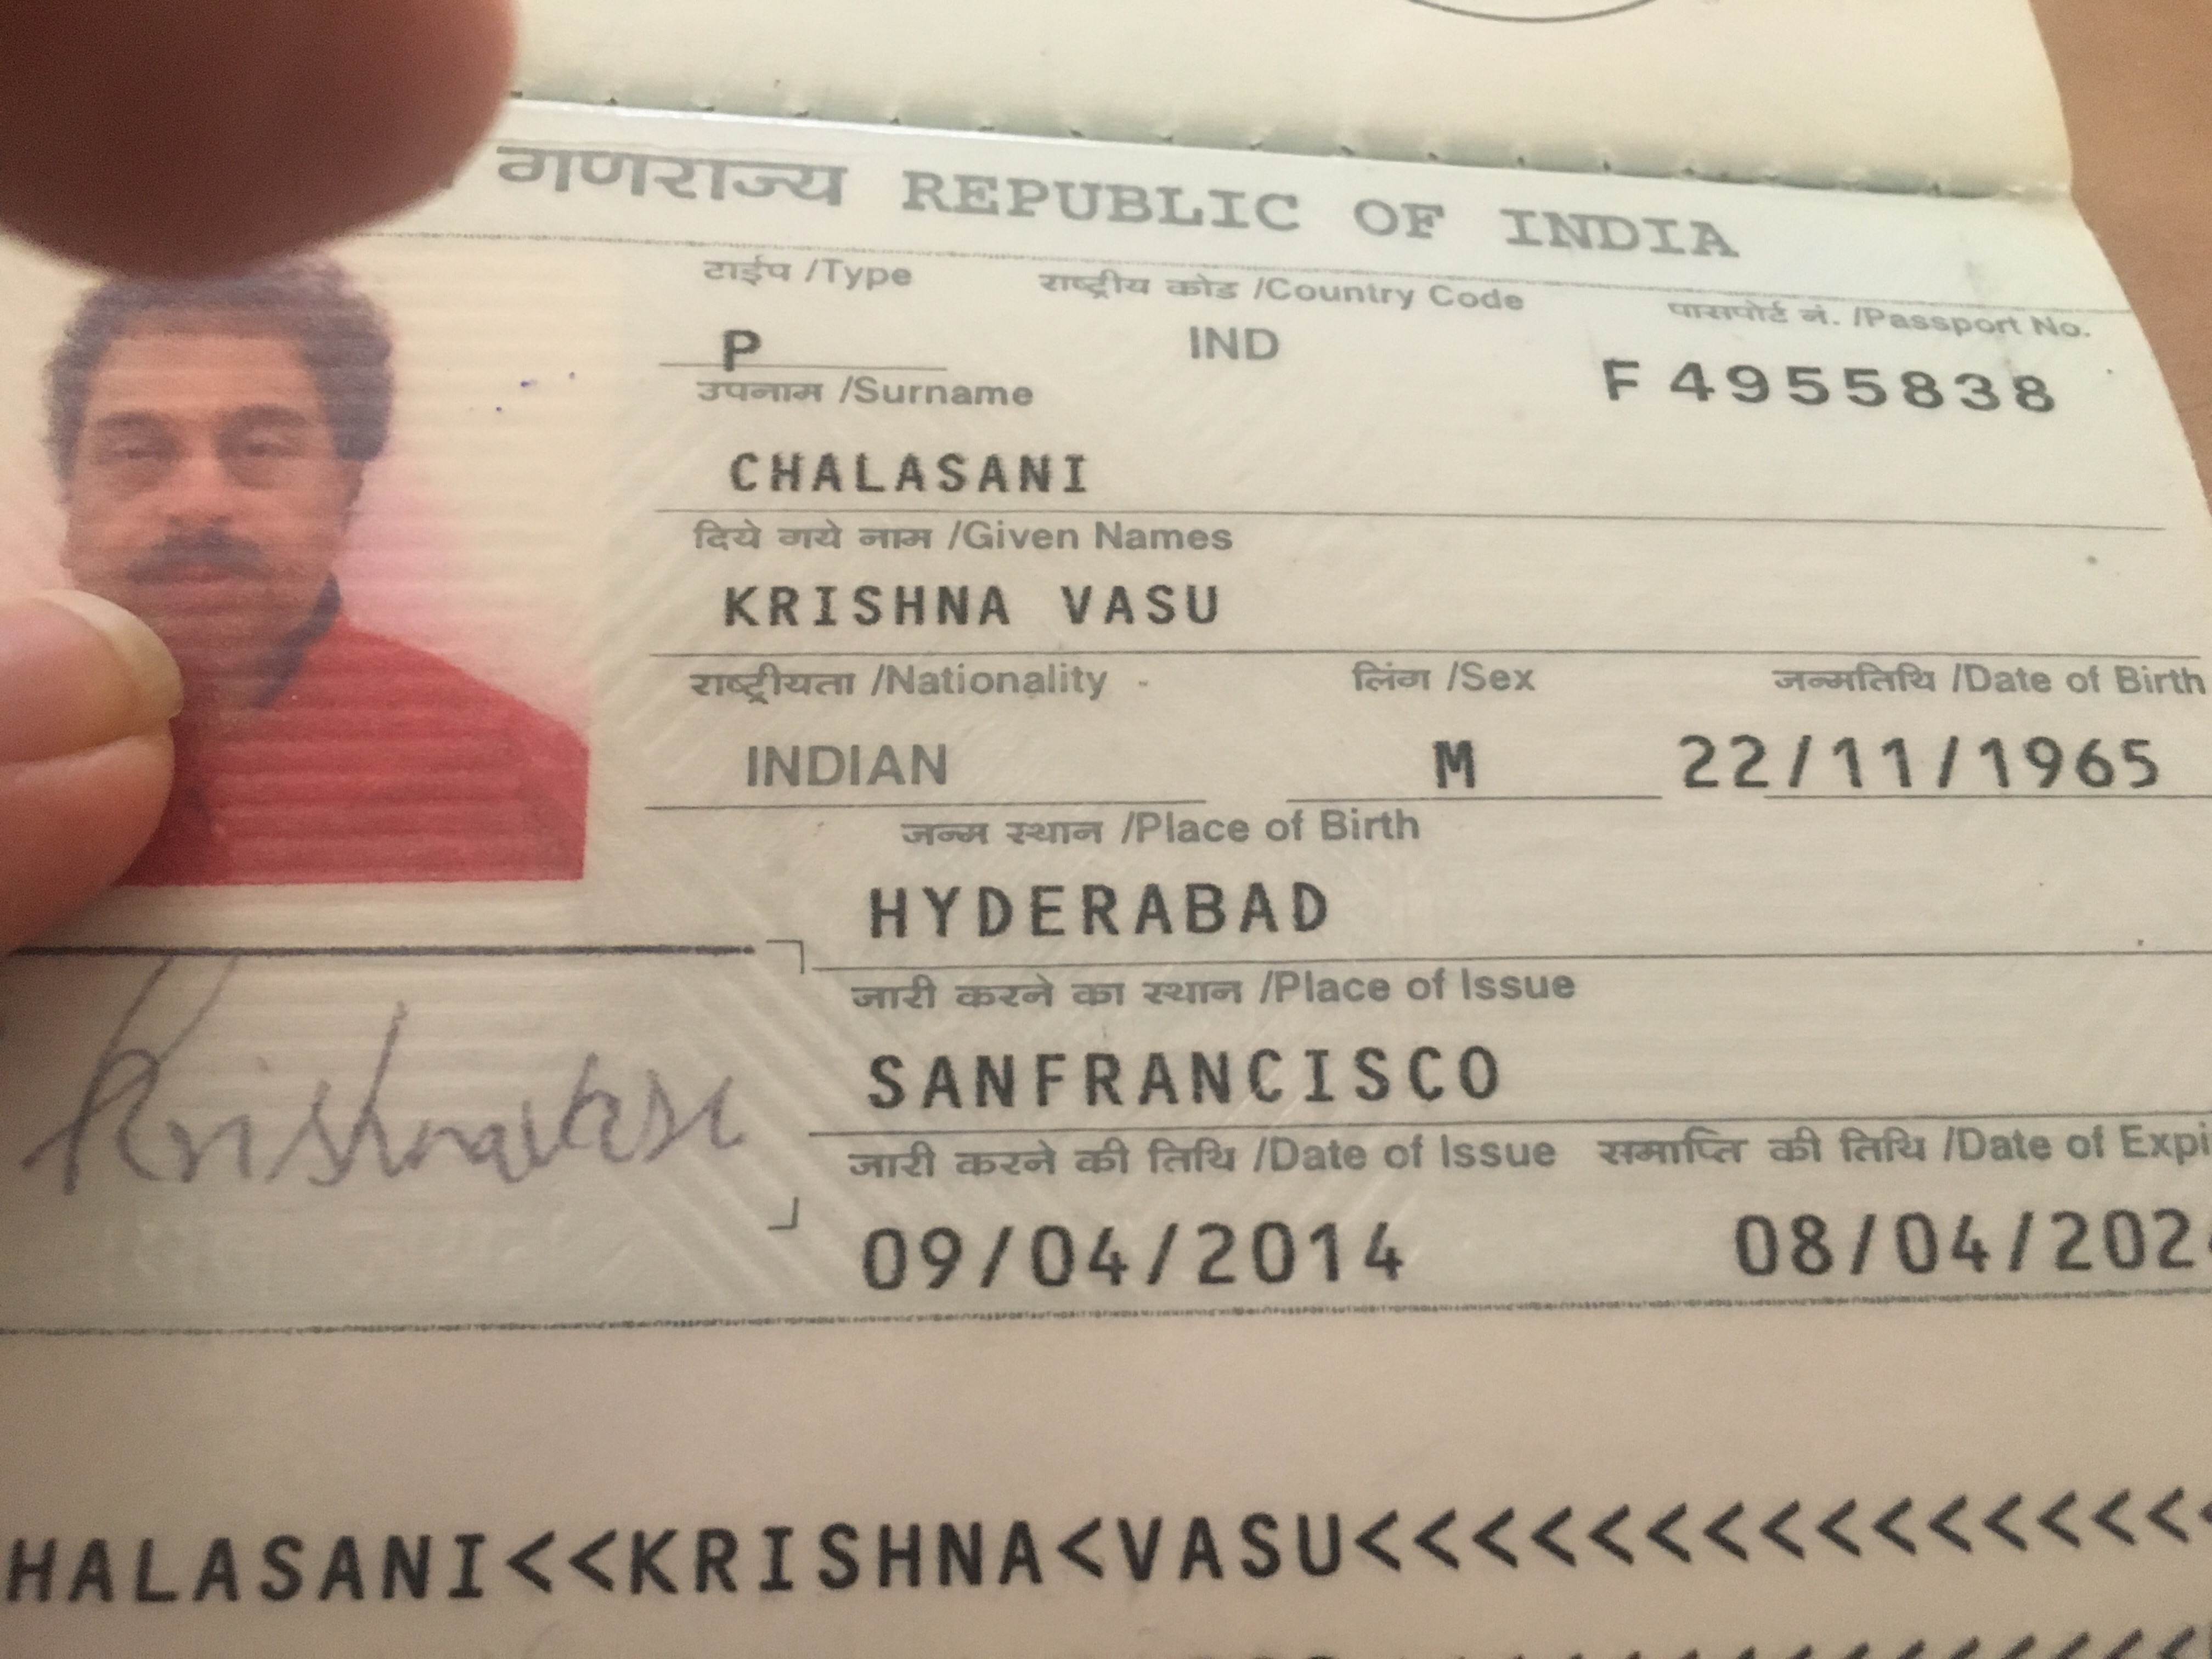 गणराज्य REPUBLIC OF INDIA
टाईप /Type राष्ट्रीय कोड /Country Code पासपोर्ट नं. /Passport No.
P IND F 4955838
उपनाम /Surname
CHALASANI
दिये गये नाम /Given Names
KRISHNA VASU
राष्ट्रीयता /Nationality लिंग /Sex जन्मतिथि /Date of Birth
INDIAN M 22/11/1965
जन्म स्थान /Place of Birth
HYDERABAD
जारी करने का स्थान /Place of Issue
SANFRANCISCO
Krishnavasu
जारी करने की तिथि /Date of Issue समाप्ति की तिथि /Date of Expi
09/04/2014 08/04/202
HALASANI<<KRISHNA<VASU<<<<<<<<<<<<<<<<